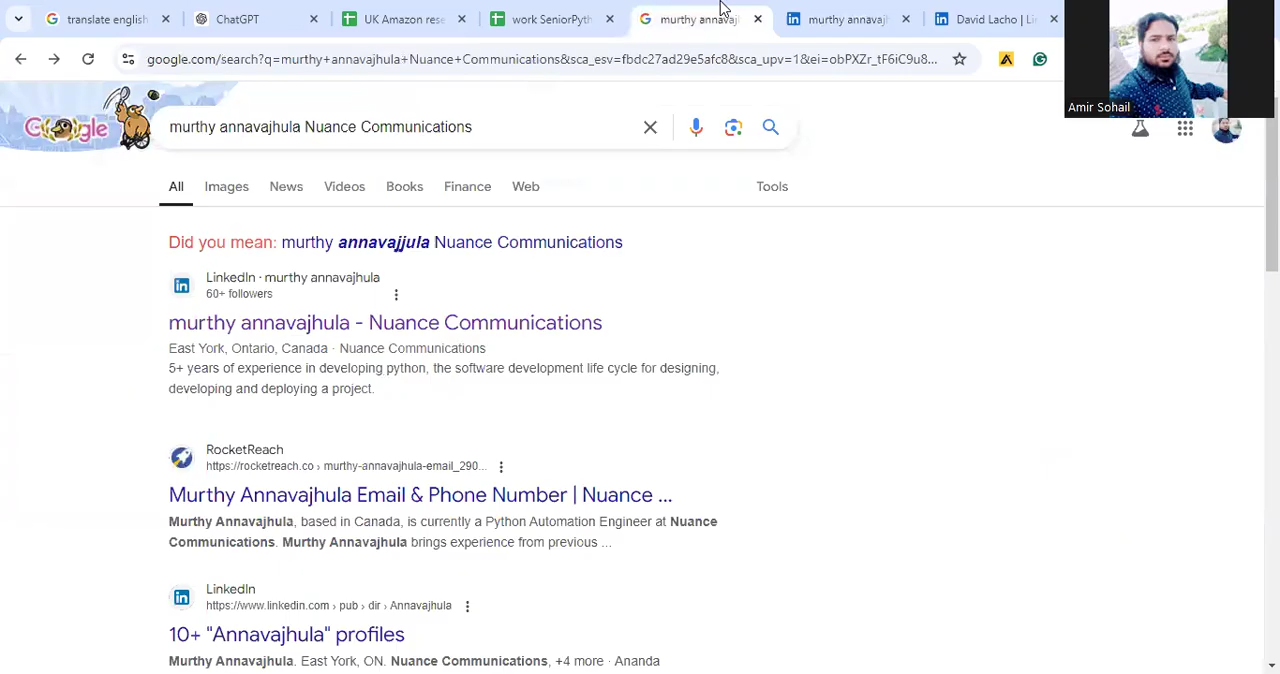 translate english
ChatGPT
UK Amazon rese
work SeniorPyth
murthy annavajl
murthy annavajh
David Lacho | Li
google.com/search?q=murthy+annavajhula+Nuance+Communications&sca_esv=fbdc27ad29e5afc8&sca_upv=1&ei=obPXZr_tF6iC9u8...
Amir Sohail
Google
murthy annavajhula Nuance Communications
All Images News Videos Books Finance Web Tools
Did you mean: murthy annavajjula Nuance Communications
LinkedIn · murthy annavajhula
60+ followers
murthy annavajhula - Nuance Communications
East York, Ontario, Canada · Nuance Communications
5+ years of experience in developing python, the software development life cycle for designing,
developing and deploying a project.
RocketReach
https://rocketreach.co › murthy-annavajhula-email_290...
Murthy Annavajhula Email & Phone Number | Nuance ...
Murthy Annavajhula, based in Canada, is currently a Python Automation Engineer at Nuance
Communications. Murthy Annavajhula brings experience from previous ...
LinkedIn
https://www.linkedin.com › pub › dir › Annavajhula
10+ "Annavajhula" profiles
Murthy Annavajhula. East York, ON. Nuance Communications, +4 more · Ananda